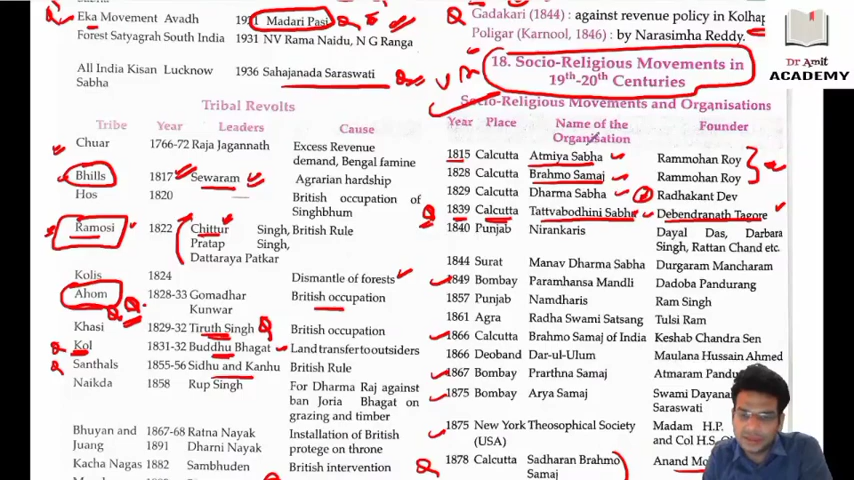 Eka Movement Avadh 1921 Madari Pasi
Forest Satyagrah South India 1931 NV Rama Naidu, N G Ranga
All India Kisan Lucknow 1936 Sahajanada Saraswati
Sabha
Tribal Revolts
Tribe Year Leaders Cause
Chuar 1766-72 Raja Jagannath Excess Revenue
demand, Bengal famine
Bhills 1817 Sewaram Agrarian hardship
Hos 1820 British occupation of
Singhbhum
Ramosi 1822 Chittur Singh, British Rule
Pratap Singh,
Dattaraya Patkar
Kolis 1824 Dismantle of forests
Ahom 1828-33 Gomadhar British occupation
Kunwar
Khasi 1829-32 Tiruth Singh British occupation
Kol 1831-32 Buddhu Bhagat Land transfer to outsiders
Santhals 1855-56 Sidhu and Kanhu British Rule
Naikda 1858 Rup Singh For Dharma Raj against
ban Joria Bhagat on
grazing and timber
Bhuyan and 1867-68 Ratna Nayak Installation of British
Juang 1891 Dharni Nayak protege on throne
Kacha Nagas 1882 Sambhuden British intervention
Gadakari (1844) : against revenue policy in Kolhap
Poligar (Karnool, 1846) : by Narasimha Reddy.
18. Socio-Religious Movements in
19th-20th Centuries
Socio-Religious Movements and Organisations
Year Place Name of the Founder
Organisation
1815 Calcutta Atmiya Sabha Rammohan Roy
1828 Calcutta Brahmo Samaj Rammohan Roy
1829 Calcutta Dharma Sabha Radhakant Dev
1839 Calcutta Tattvabodhini Sabha Debendranath Tagore
1840 Punjab Nirankaris Dayal Das, Darbara
Singh, Rattan Chand etc.
1844 Surat Manav Dharma Sabha Durgaram Mancharam
1849 Bombay Paramhansa Mandli Dadoba Pandurang
1857 Punjab Namdharis Ram Singh
1861 Agra Radha Swami Satsang Tulsi Ram
1866 Calcutta Brahmo Samaj of India Keshab Chandra Sen
1866 Deoband Dar-ul-Ulum Maulana Hussain Ahmed
1867 Bombay Prarthna Samaj Atmaram Pandu
1875 Bombay Arya Samaj Swami Dayana
Saraswati
1875 New York Theosophical Society Madam H.P.
(USA) and Col H.S.
1878 Calcutta Sadharan Brahmo Anand Mo
Samaj
Dr Amit
ACADEMY